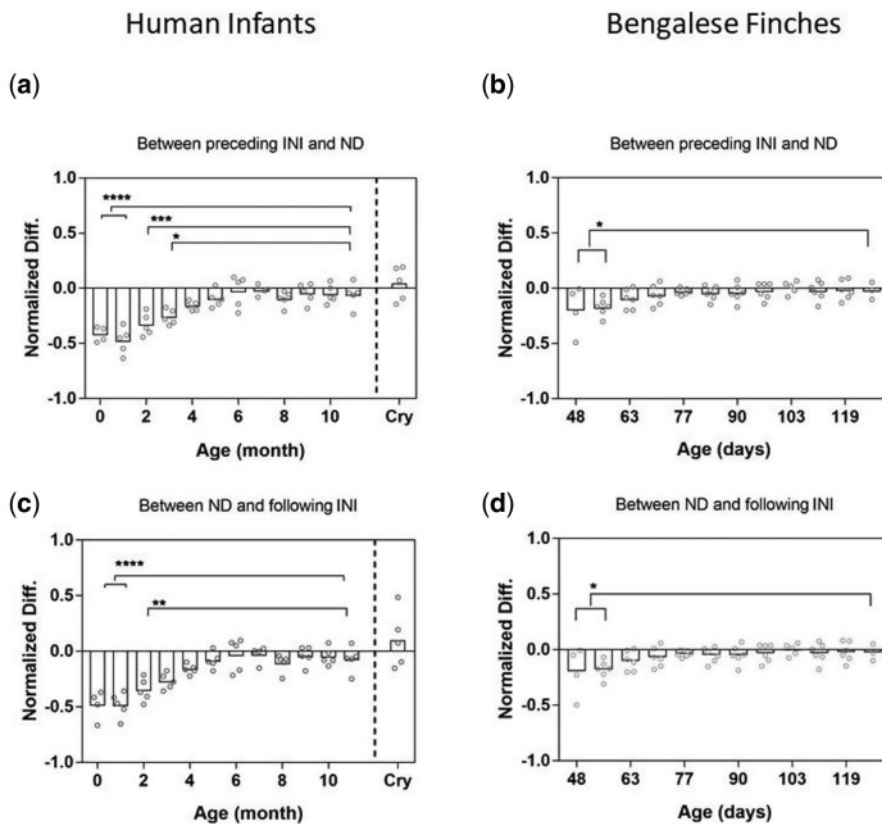 Human Infants
Bengalese Finches
(a)
Between preceding INI and ND
1.0
0.5
0.0
-0.5
-1.0
Normalized Diff.
****
***
*
0 2 4 6 8 10 Cry
Age (month)
(b)
Between preceding INI and ND
1.0
0.5
0.0
-0.5
-1.0
Normalized Diff.
*
48 63 77 90 103 119
Age (days)
(c)
Between ND and following INI
1.0
0.5
0.0
-0.5
-1.0
Normalized Diff.
****
**
0 2 4 6 8 10 Cry
Age (month)
(d)
Between ND and following INI
1.0
0.5
0.0
-0.5
-1.0
Normalized Diff.
*
48 63 77 90 103 119
Age (days)